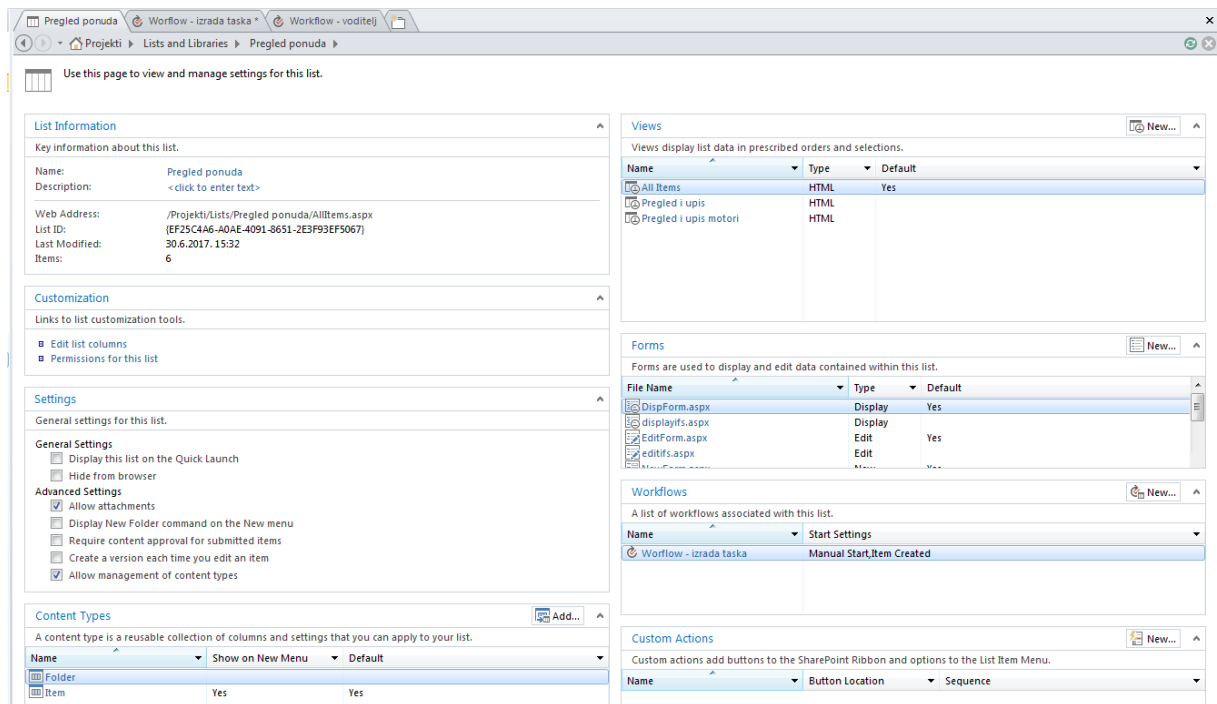 Pregled ponuda
Worflow - izrada taska *
Workflow - voditelj
Projekti
Lists and Libraries
Pregled ponuda
Use this page to view and manage settings for this list.
List Information
Key information about this list.
Name: Pregled ponuda
Description: <click to enter text>
Web Address: /Projekti/Lists/Pregled ponuda/AllItems.aspx
List ID: {EF25C4A6-A0AE-4091-8651-2E3F93EF5067}
Last Modified: 30.6.2017. 15:32
Items: 6
Customization
Links to list customization tools.
Edit list columns
Permissions for this list
Settings
General settings for this list.
General Settings
Display this list on the Quick Launch
Hide from browser
Advanced Settings
Allow attachments
Display New Folder command on the New menu
Require content approval for submitted items
Create a version each time you edit an item
Allow management of content types
Content Types Add...
A content type is a reusable collection of columns and settings that you can apply to your list.
Name Show on New Menu Default
Folder
Item Yes Yes
Views New...
Views display list data in prescribed orders and selections.
Name Type Default
All Items HTML Yes
Pregled i upis HTML
Pregled i upis motori HTML
Forms New...
Forms are used to display and edit data contained within this list.
File Name Type Default
DispForm.aspx Display Yes
displayifs.aspx Display
EditForm.aspx Edit Yes
editifs.aspx Edit
Workflows New...
A list of workflows associated with this list.
Name Start Settings
Worflow - izrada taska Manual Start,Item Created
Custom Actions New...
Custom actions add buttons to the SharePoint Ribbon and options to the List Item Menu.
Name Button Location Sequence